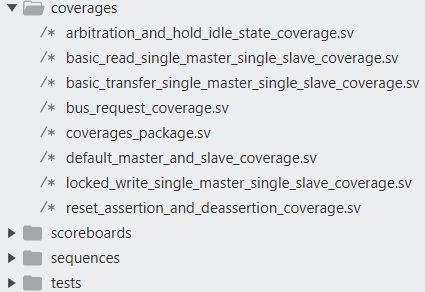 coverages
/* arbitration_and_hold_idle_state_coverage.sv
/* basic_read_single_master_single_slave_coverage.sv
/* basic_transfer_single_master_single_slave_coverage.sv
/* bus_request_coverage.sv
/* coverages_package.sv
/* default_master_and_slave_coverage.sv
/* locked_write_single_master_single_slave_coverage.sv
/* reset_assertion_and_deassertion_coverage.sv
scoreboards
sequences
tests